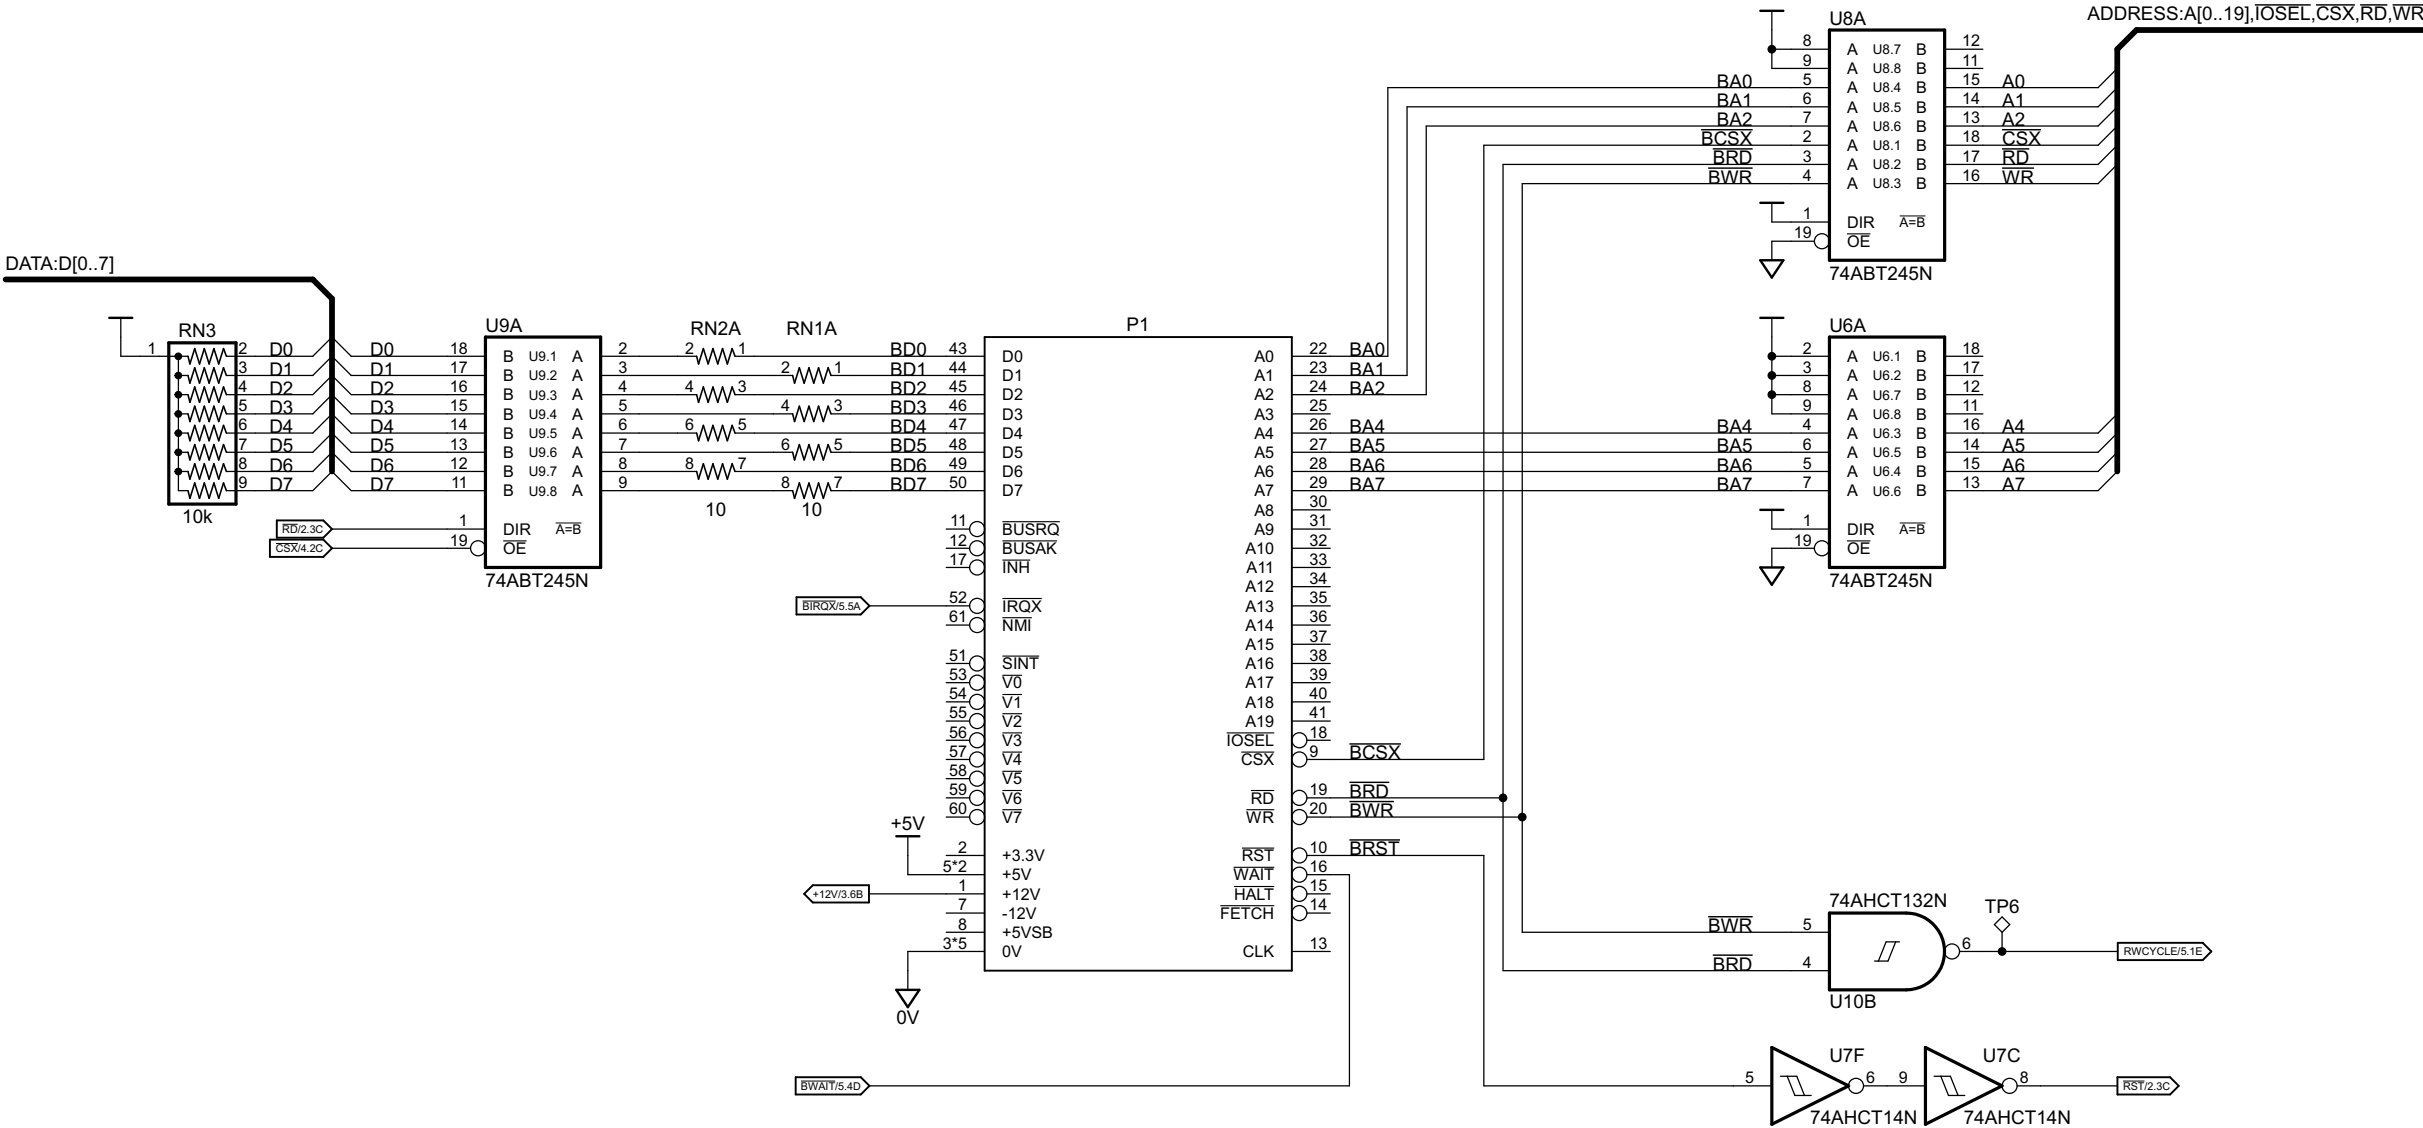 U8A
ADDRESS:A[0..19],IOSEL,CSX,RD,WR
8 A U8.7 B 12
9 A U8.8 B 11
BA0 5 A U8.4 B 15 A0
BA1 6 A U8.5 B 14 A1
BA2 7 A U8.6 B 13 A2
BCSX 2 A U8.1 B 18 CSX
BRD 3 A U8.2 B 17 RD
BWR 4 A U8.3 B 16 WR
1 DIR A=B
19 OE
74ABT245N
DATA:D[0..7]
RN3
1
2 D0
3 D1
4 D2
5 D3
6 D4
7 D5
8 D6
9 D7
10k
U9A
D0 18 B U9.1 A 2
D1 17 B U9.2 A 3
D2 16 B U9.3 A 4
D3 15 B U9.4 A 5
D4 14 B U9.5 A 6
D5 13 B U9.6 A 7
D6 12 B U9.7 A 8
D7 11 B U9.8 A 9
RD/2.3C 1 DIR A=B
CSX/4.2C 19 OE
74ABT245N
RN2A
2 1
4 3
6 5
8 7
10
RN1A
2 1
4 3
6 5
8 7
10
P1
BD0 43 D0
BD1 44 D1
BD2 45 D2
BD3 46 D3
BD4 47 D4
BD5 48 D5
BD6 49 D6
BD7 50 D7
11 BUSRQ
12 BUSAK
17 INH
BIRQX/5.5A 52 IRQX
61 NMI
51 SINT
53 V0
54 V1
55 V2
56 V3
57 V4
58 V5
59 V6
60 V7
+5V
2 +3.3V
5*2 +5V
+12V/3.6B 1 +12V
7 -12V
8 +5VSB
3*5 0V
0V
A0 22 BA0
A1 23 BA1
A2 24 BA2
A3 25
A4 26 BA4
A5 27 BA5
A6 28 BA6
A7 29 BA7
A8 30
A9 31
A10 32
A11 33
A12 34
A13 35
A14 36
A15 37
A16 38
A17 39
A18 40
A19 41
IOSEL 18
CSX 9 BCSX
RD 19 BRD
WR 20 BWR
RST 10 BRST
WAIT 16
HALT 15
FETCH 14
CLK 13
BWAIT/5.4D
U6A
2 A U6.1 B 18
3 A U6.2 B 17
8 A U6.7 B 12
9 A U6.8 B 11
BA4 4 A U6.3 B 16 A4
BA5 6 A U6.5 B 14 A5
BA6 5 A U6.4 B 15 A6
BA7 7 A U6.6 B 13 A7
1 DIR A=B
19 OE
74ABT245N
74AHCT132N
TP6
BWR 5
6 RWCYCLE/5.1E
BRD 4
U10B
U7F U7C
5 6 9 8 RST/2.3C
74AHCT14N 74AHCT14N